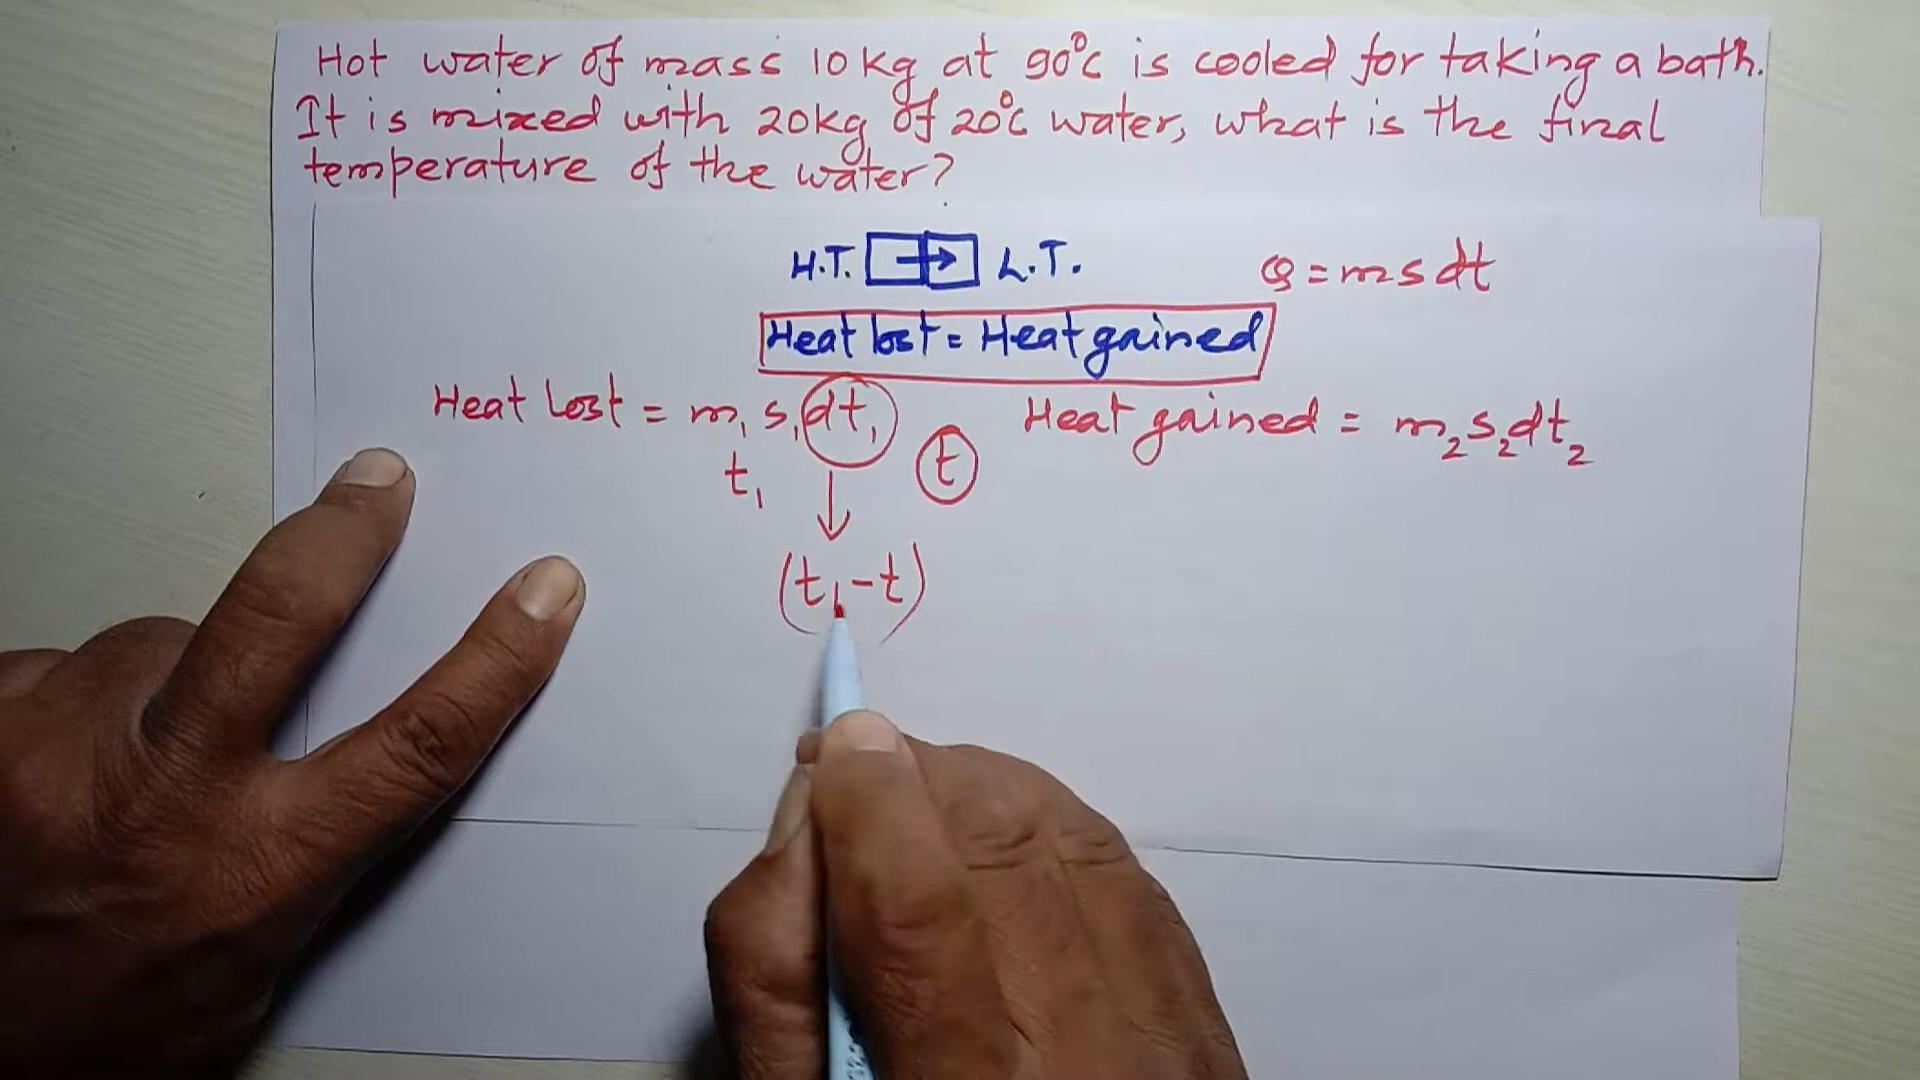 Hot water of mass 10 kg at 90°C is cooled for taking a bath.
It is mixed with 20kg of 20°C water, what is the final
temperature of the water?
H.T. → L.T.
Q = msdt
Heat lost = Heat gained
Heat Lost = m₁s₁dt₁
Heat gained = m₂s₂dt₂
t₁
t
(t₁-t)